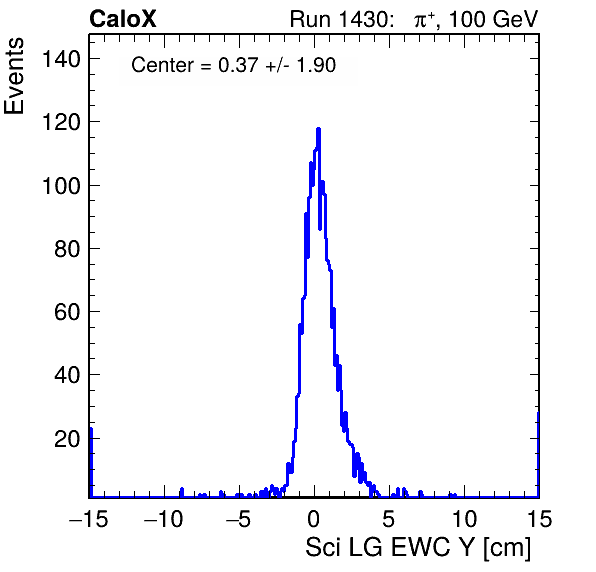 CaloX
Run 1430: π+, 100 GeV
Center = 0.37 +/- 1.90
Events
140
120
100
80
60
40
20
−15 −10 −5 0 5 10 15
Sci LG EWC Y [cm]